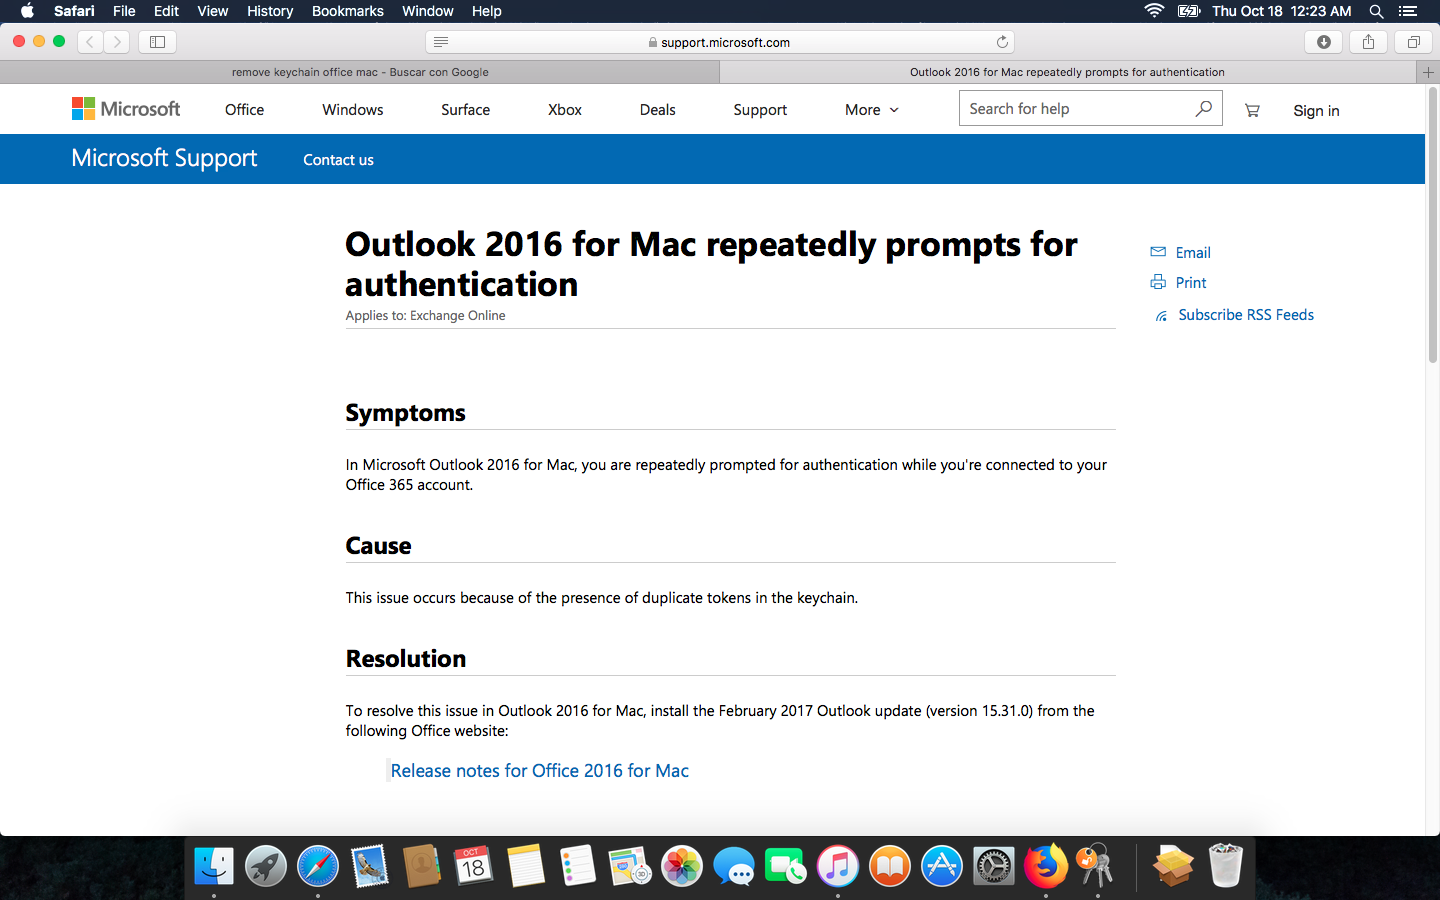 Safari File Edit View History Bookmarks Window Help Thu Oct 18 12:23 AM
support.microsoft.com
remove keychain office mac - Buscar con Google
Outlook 2016 for Mac repeatedly prompts for authentication
Microsoft Office Windows Surface Xbox Deals Support More Search for help Sign in
Microsoft Support Contact us
Outlook 2016 for Mac repeatedly prompts for
authentication
Applies to: Exchange Online
Email
Print
Subscribe RSS Feeds
Symptoms
In Microsoft Outlook 2016 for Mac, you are repeatedly prompted for authentication while you're connected to your
Office 365 account.
Cause
This issue occurs because of the presence of duplicate tokens in the keychain.
Resolution
To resolve this issue in Outlook 2016 for Mac, install the February 2017 Outlook update (version 15.31.0) from the
following Office website:
Release notes for Office 2016 for Mac
OCT
18